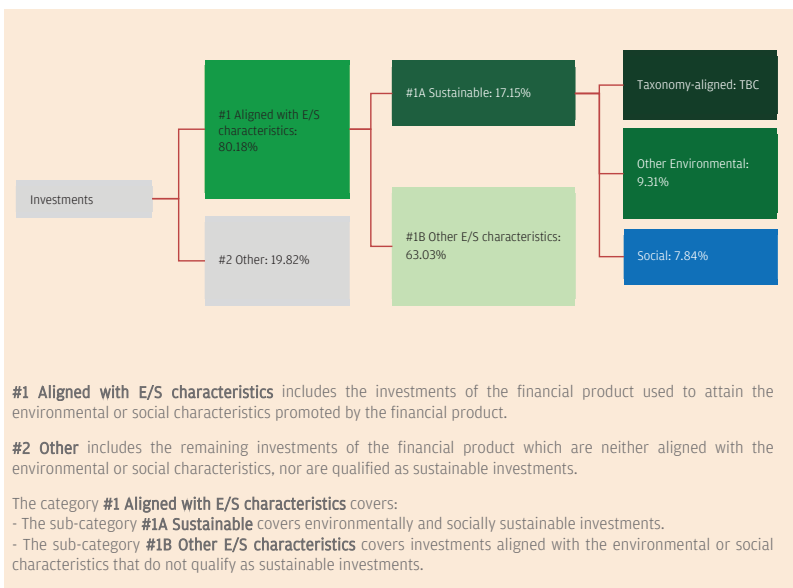 Investments
#1 Aligned with E/S
characteristics:
80.18%
#2 Other: 19.82%
#1A Sustainable: 17.15%
#1B Other E/S characteristics:
63.03%
Taxonomy-aligned: TBC
Other Environmental:
9.31%
Social: 7.84%
#1 Aligned with E/S characteristics includes the investments of the financial product used to attain the
environmental or social characteristics promoted by the financial product.
#2 Other includes the remaining investments of the financial product which are neither aligned with the
environmental or social characteristics, nor are qualified as sustainable investments.
The category #1 Aligned with E/S characteristics covers:
- The sub-category #1A Sustainable covers environmentally and socially sustainable investments.
- The sub-category #1B Other E/S characteristics covers investments aligned with the environmental or social
characteristics that do not qualify as sustainable investments.